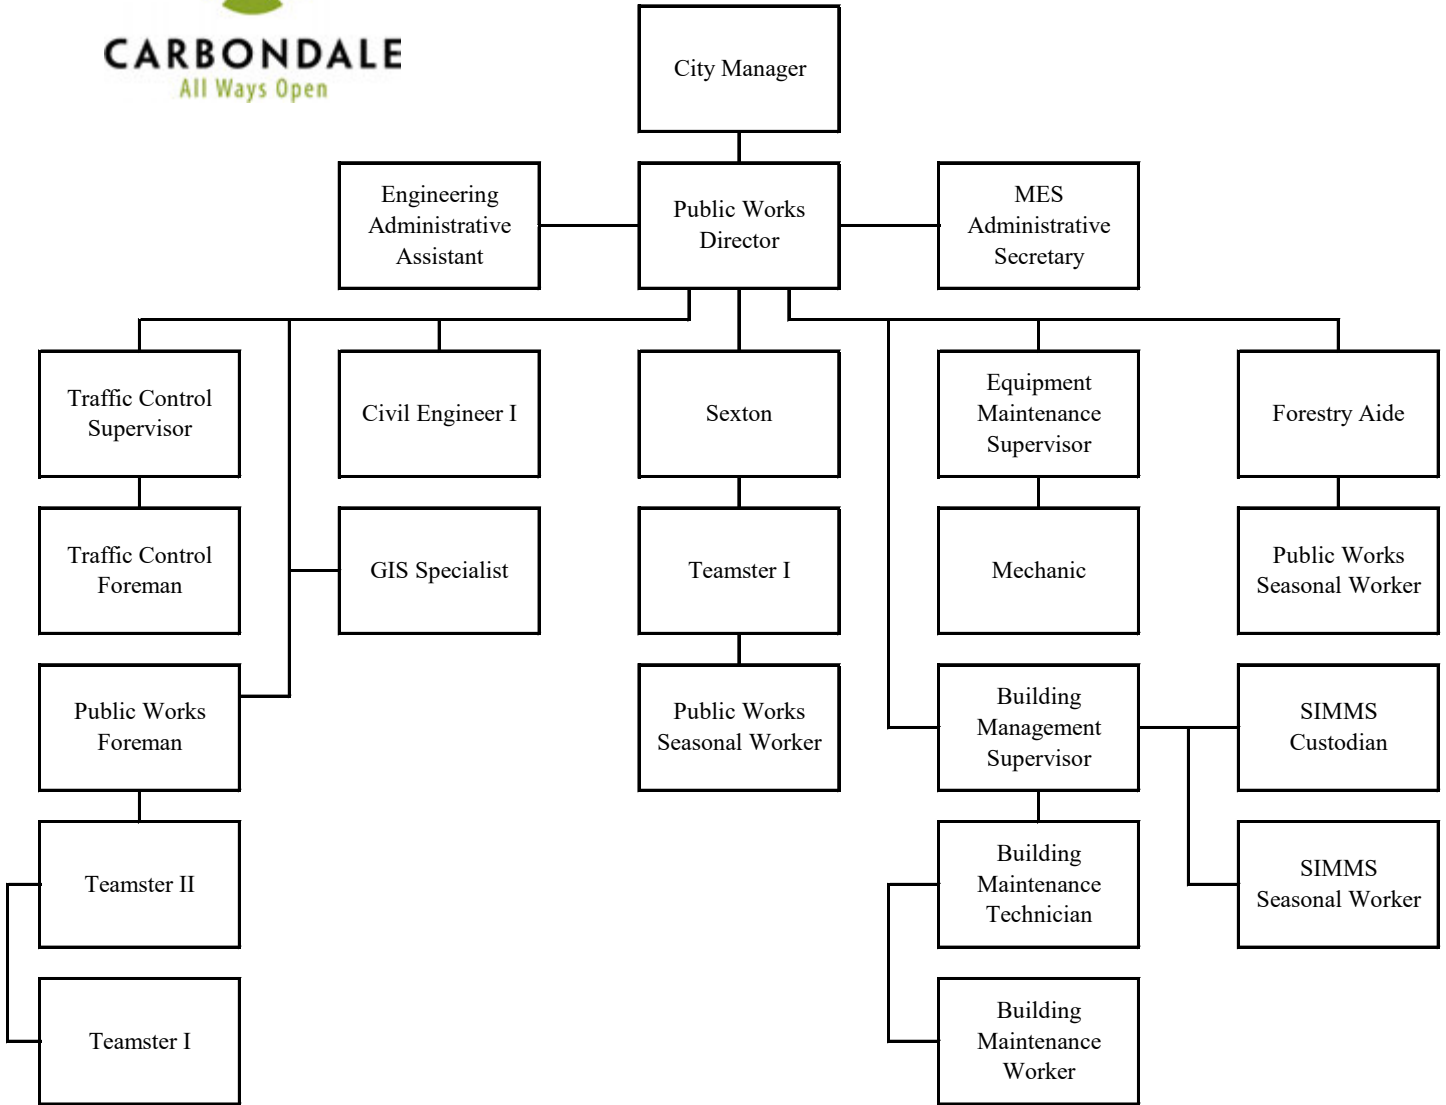 CARBONDALE
All Ways Open
City Manager
Engineering
Administrative
Assistant
Public Works
Director
MES
Administrative
Secretary
Traffic Control
Supervisor
Civil Engineer I
Sexton
Equipment
Maintenance
Supervisor
Forestry Aide
Traffic Control
Foreman
GIS Specialist
Teamster I
Mechanic
Public Works
Seasonal Worker
Public Works
Foreman
Public Works
Seasonal Worker
Building
Management
Supervisor
SIMMS
Custodian
Teamster II
Building
Maintenance
Technician
SIMMS
Seasonal Worker
Teamster I
Building
Maintenance
Worker